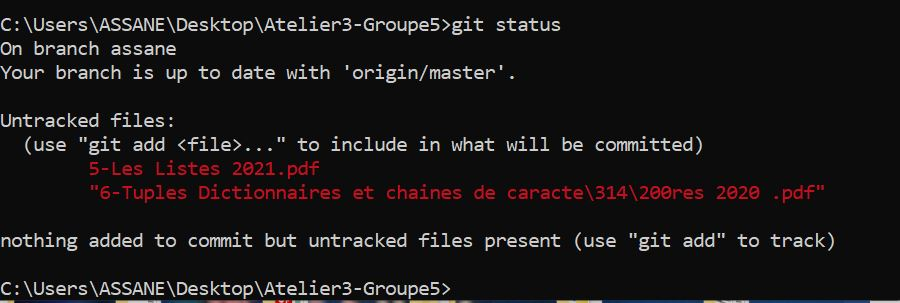 C:\Users\ASSANE\Desktop\Atelier3-Groupe5>git status
On branch assane
Your branch is up to date with 'origin/master'.
Untracked files:
(use "git add <file>..." to include in what will be committed)
5-Les Listes 2021.pdf
"6-Tuples Dictionnaires et chaines de caracte\314\200res 2020 .pdf"
nothing added to commit but untracked files present (use "git add" to track)
C:\Users\ASSANE\Desktop\Atelier3-Groupe5>